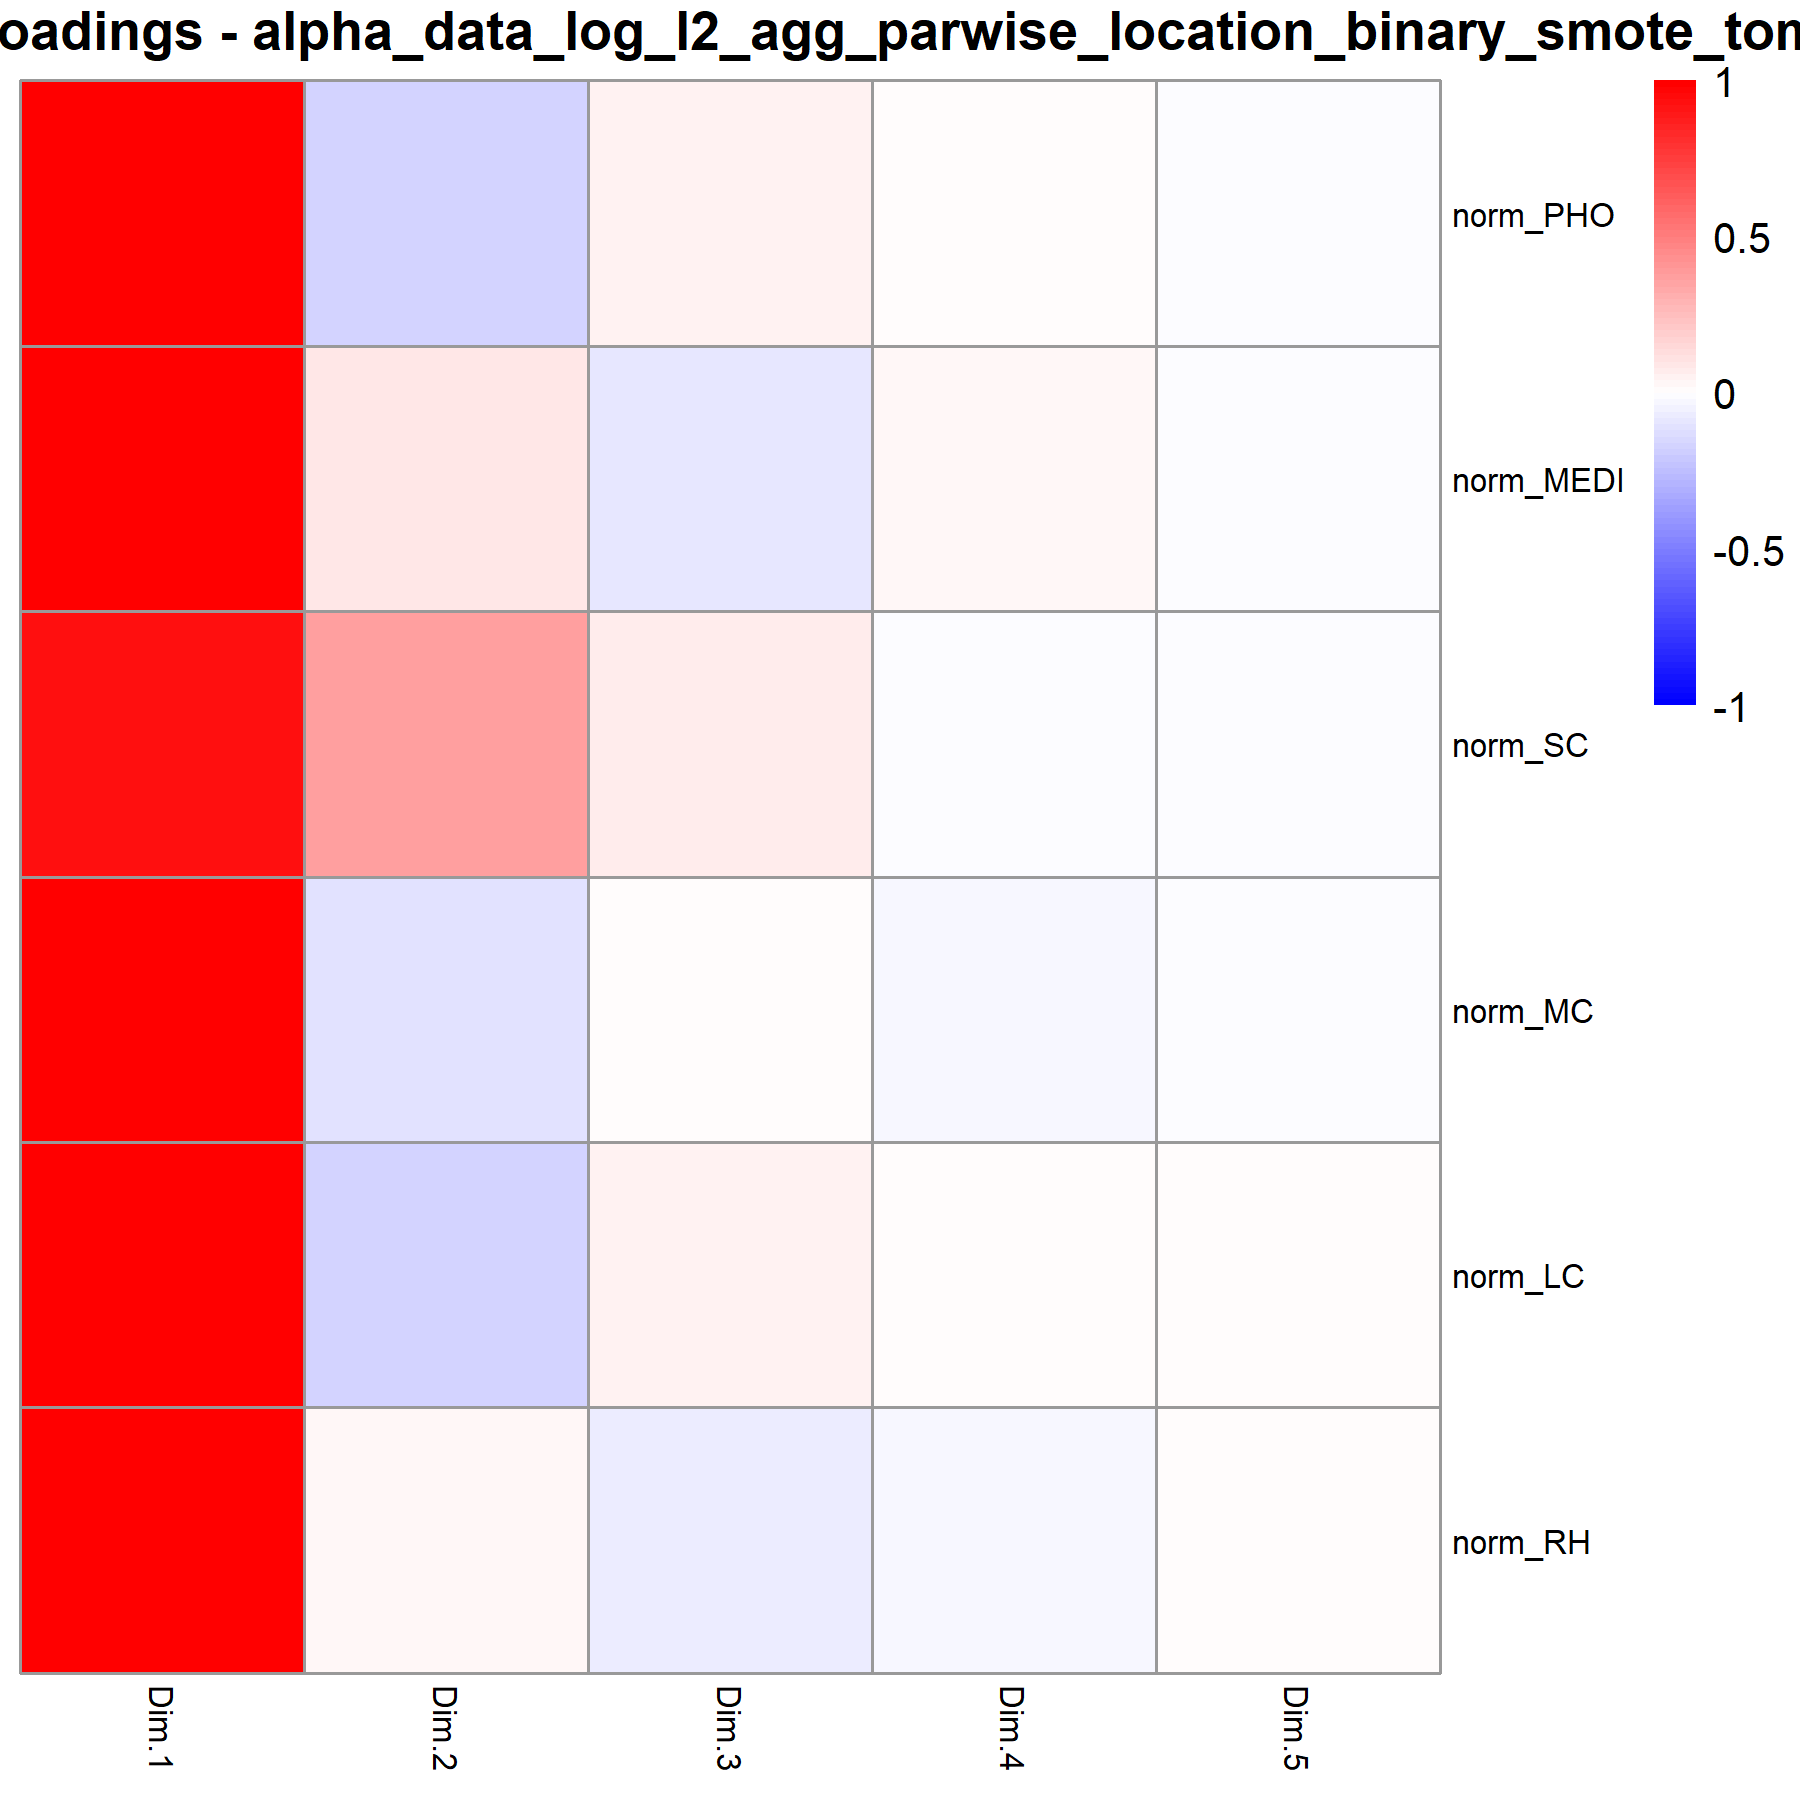 oadings - alpha_data_log_l2_agg_parwise_location_binary_smote_tom
1
0.5
0
-0.5
-1
norm_PHO
norm_MEDI
norm_SC
norm_MC
norm_LC
norm_RH
Dim.1
Dim.2
Dim.3
Dim.4
Dim.5